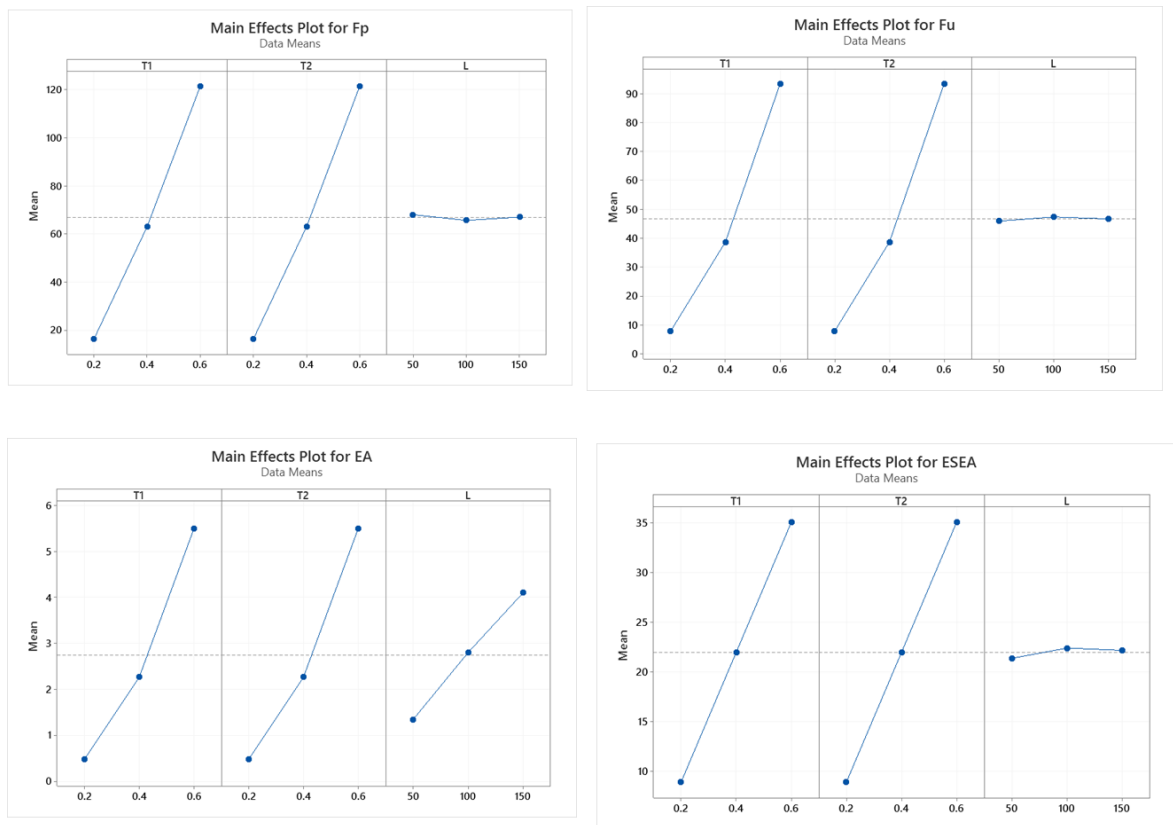 Main Effects Plot for Fp
Data Means
T1 T2 L
Mean
120
100
80
60
40
20
0.2 0.4 0.6 0.2 0.4 0.6 50 100 150
Main Effects Plot for Fu
Data Means
T1 T2 L
Mean
90
80
70
60
50
40
30
20
10
0
0.2 0.4 0.6 0.2 0.4 0.6 50 100 150
Main Effects Plot for EA
Data Means
T1 T2 L
Mean
6
5
4
3
2
1
0
0.2 0.4 0.6 0.2 0.4 0.6 50 100 150
Main Effects Plot for ESEA
Data Means
T1 T2 L
Mean
35
30
25
20
15
10
0.2 0.4 0.6 0.2 0.4 0.6 50 100 150